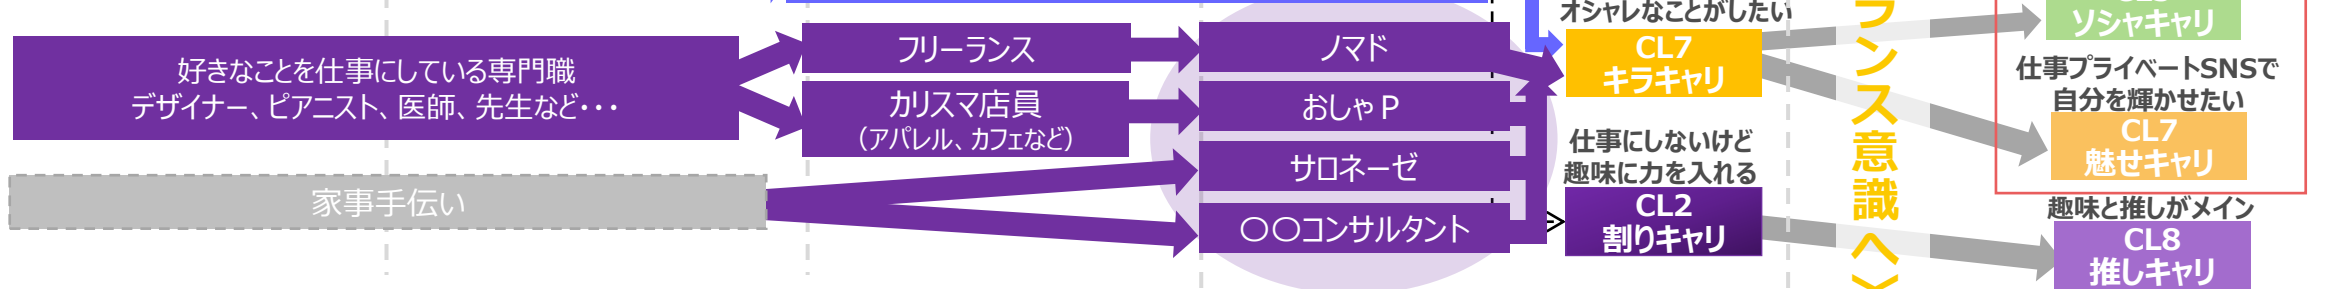 好きなことを仕事にしている専門職
デザイナー、ピアニスト、医師、先生など・・・
家事手伝い
フリーランス
カリスマ店員
（アパレル、カフェなど）
ノマド
おしゃＰ
サロネーゼ
〇〇コンサルタント
オシャレなことがしたい
CL7
キラキャリ
仕事にしないけど
趣味に力を入れる
CL2
割りキャリ
ランス意識へ〉
ソシャキャリ
仕事プライベートSNSで
自分を輝かせたい
CL7
魅せキャリ
趣味と推しがメイン
CL8
推しキャリ